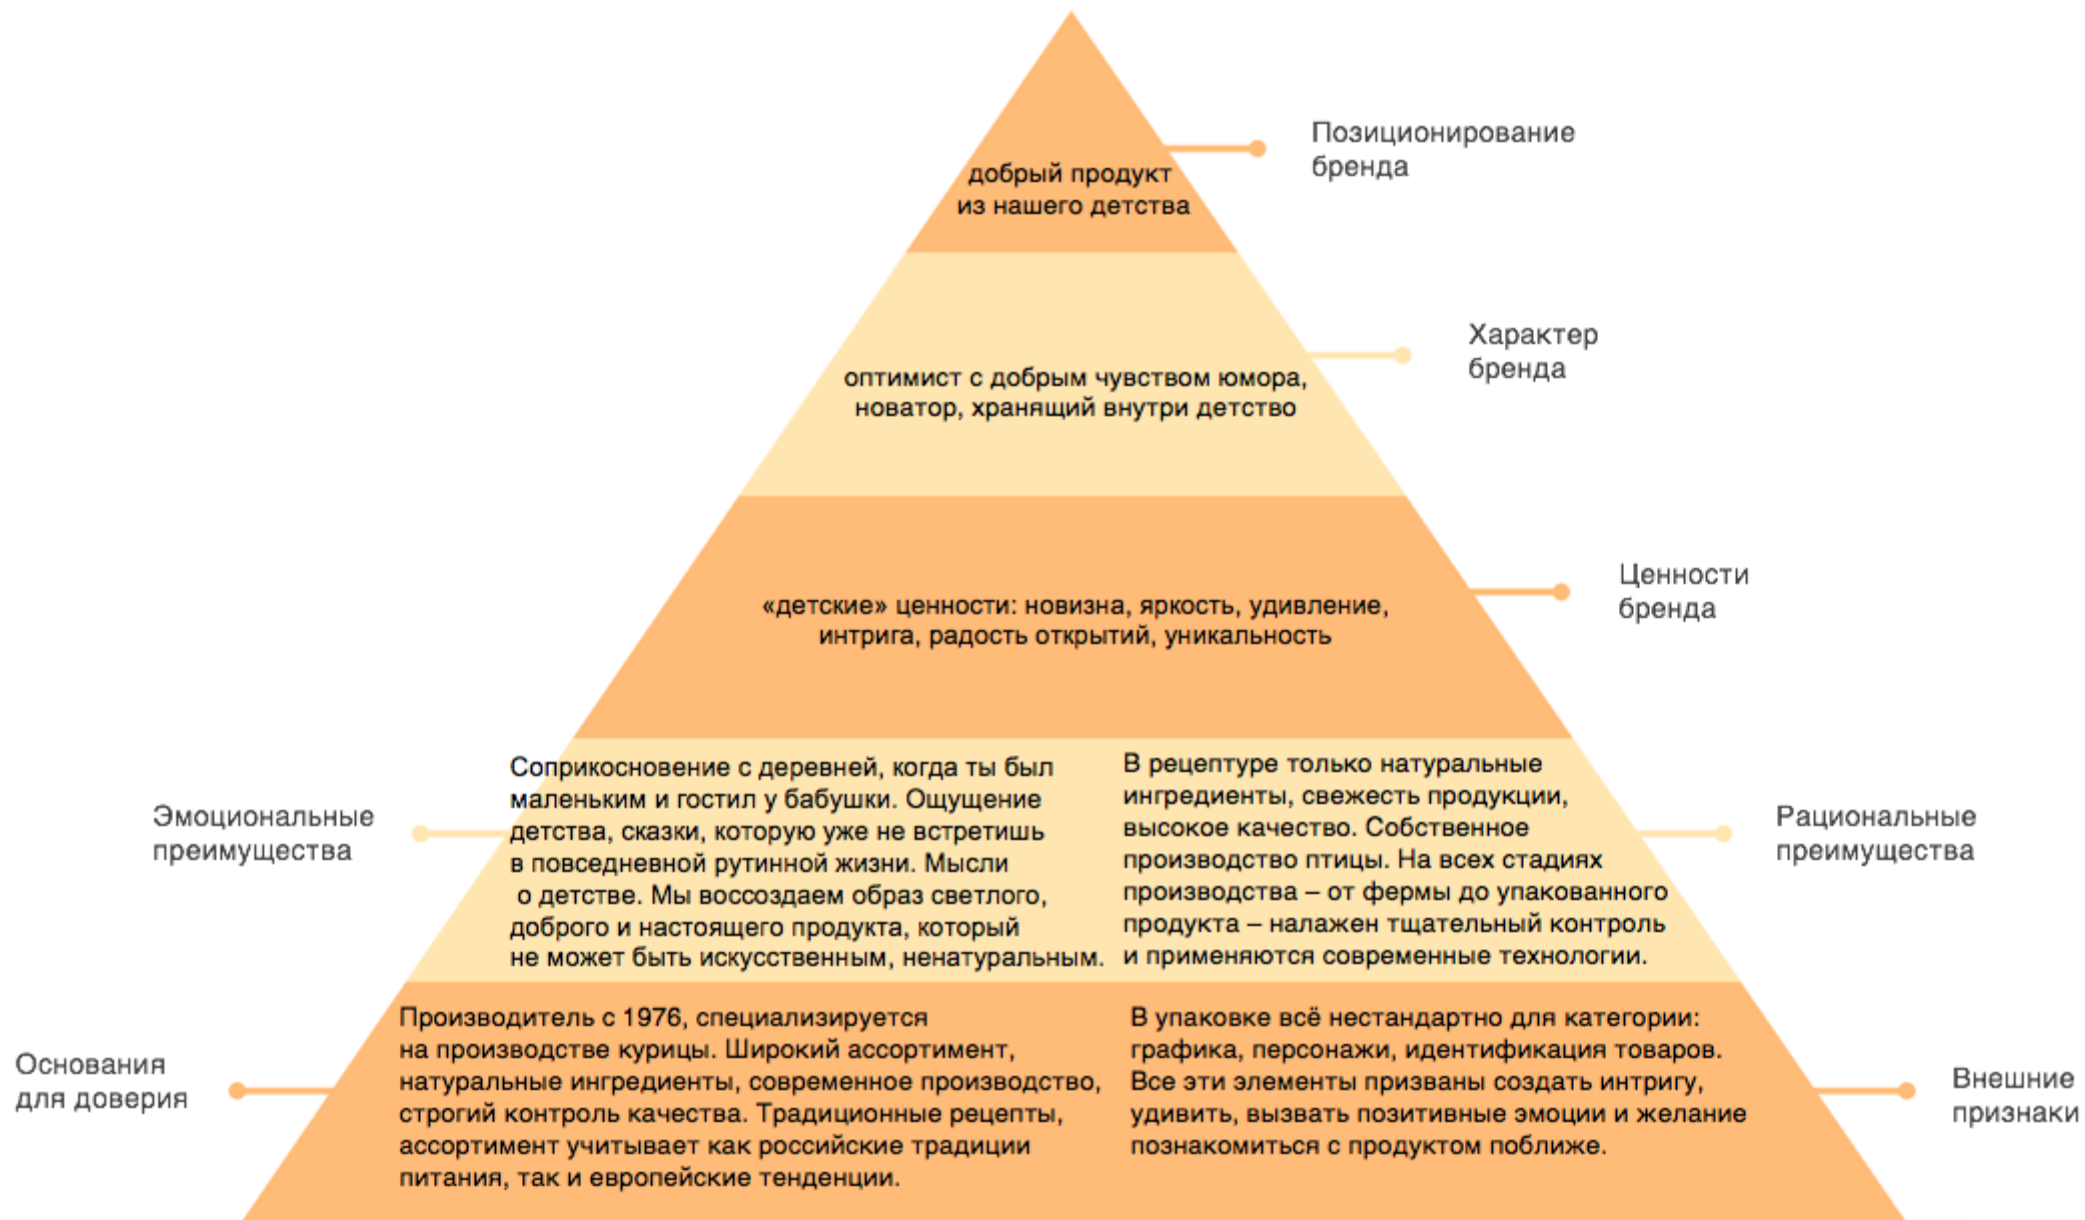 Позиционирование
бренда
добрый продукт
из нашего детства
Характер
бренда
оптимист с добрым чувством юмора,
новатор, хранящий внутри детство
Ценности
бренда
«детские» ценности: новизна, яркость, удивление,
интрига, радость открытий, уникальность
Эмоциональные
преимущества
Соприкосновение с деревней, когда ты был
маленьким и гостил у бабушки. Ощущение
детства, сказки, которую уже не встретишь
в повседневной рутинной жизни. Мысли
о детстве. Мы воссоздаем образ светлого,
доброго и настоящего продукта, который
не может быть искусственным, ненатуральным.
В рецептуре только натуральные
ингредиенты, свежесть продукции,
высокое качество. Собственное
производство птицы. На всех стадиях
производства – от фермы до упакованного
продукта – налажен тщательный контроль
и применяются современные технологии.
Рациональные
преимущества
Основания
для доверия
Производитель с 1976, специализируется
на производстве курицы. Широкий ассортимент,
натуральные ингредиенты, современное производство,
строгий контроль качества. Традиционные рецепты,
ассортимент учитывает как российские традиции
питания, так и европейские тенденции.
В упаковке всё нестандартно для категории:
графика, персонажи, идентификация товаров.
Все эти элементы призваны создать интригу,
удивить, вызвать позитивные эмоции и желание
познакомиться с продуктом поближе.
Внешние
признаки